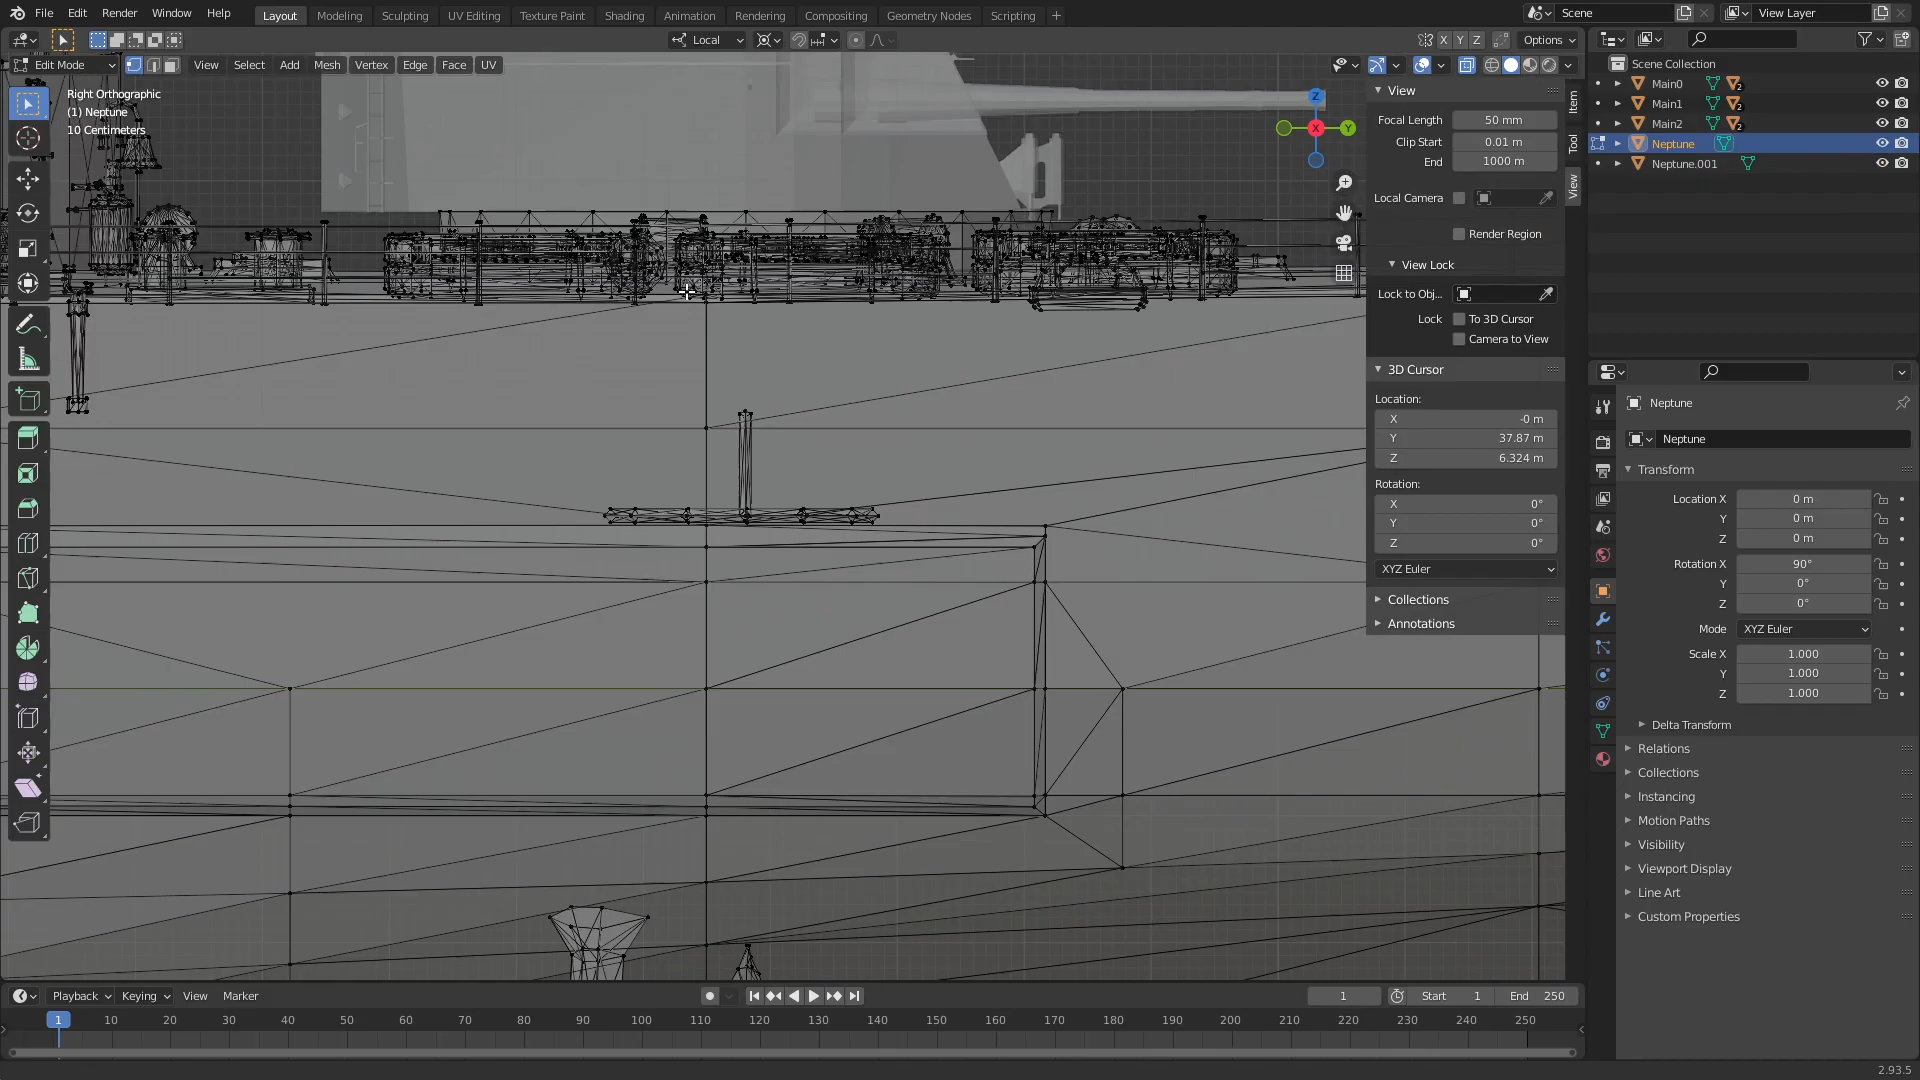 File Edit Render Window Help Layout Modeling Sculpting UV Editing Texture Paint Shading Animation Rendering Compositing Geometry Nodes Scripting + Scene View Layer
Local X Y Z Options
Edit Mode View Select Add Mesh Vertex Edge Face UV
Right Orthographic
(1) Neptune
10 Centimeters
Z
X
Y
View
Focal Length 50 mm
Clip Start 0.01 m
End 1000 m
Local Camera
Render Region
View Lock
Lock to Obj...
Lock To 3D Cursor
Camera to View
3D Cursor
Location:
X -0 m
Y 37.87 m
Z 6.324 m
Rotation:
X 0°
Y 0°
Z 0°
XYZ Euler
Collections
Annotations
Item
Tool
View
Scene Collection
Main0 2
Main1 2
Main2 2
Neptune
Neptune.001
Neptune
Neptune
Transform
Location X 0 m
Y 0 m
Z 0 m
Rotation X 90°
Y 0°
Z 0°
Mode XYZ Euler
Scale X 1.000
Y 1.000
Z 1.000
Delta Transform
Relations
Collections
Instancing
Motion Paths
Visibility
Viewport Display
Line Art
Custom Properties
Playback Keying View Marker 1 Start 1 End 250
1 10 20 30 40 50 60 70 80 90 100 110 120 130 140 150 160 170 180 190 200 210 220 230 240 250
2.93.5